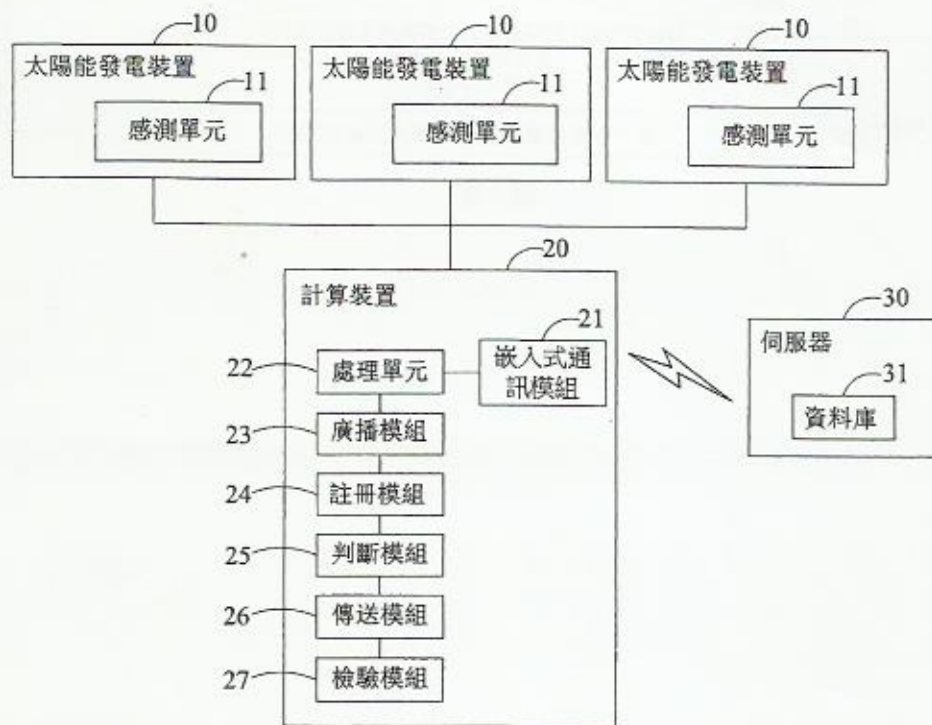 10
太陽能發電裝置
11
感測單元
10
太陽能發電裝置
11
感測單元
10
太陽能發電裝置
11
感測單元
20
計算裝置
21
嵌入式通
訊模組
22
處理單元
23
廣播模組
24
註冊模組
25
判斷模組
26
傳送模組
27
檢驗模組
30
伺服器
31
資料庫